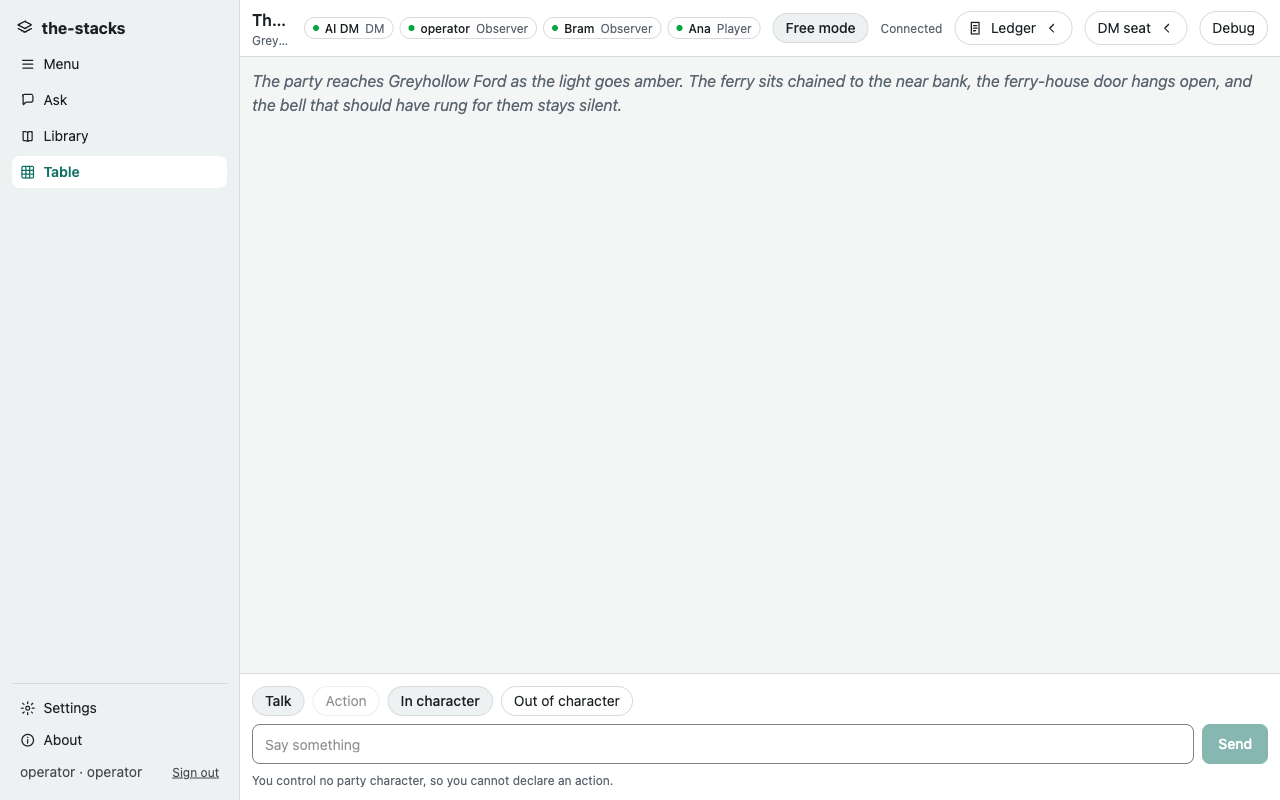 the-stacks
Menu
Ask
Library
Table
Settings
About
operator · operator
Sign out
Th...
Grey...
AI DM DM
operator Observer
Bram Observer
Ana Player
Free mode
Connected
Ledger
DM seat
Debug
The party reaches Greyhollow Ford as the light goes amber. The ferry sits chained to the near bank, the ferry-house door hangs open, and
the bell that should have rung for them stays silent.
Talk
Action
In character
Out of character
Say something
Send
You control no party character, so you cannot declare an action.